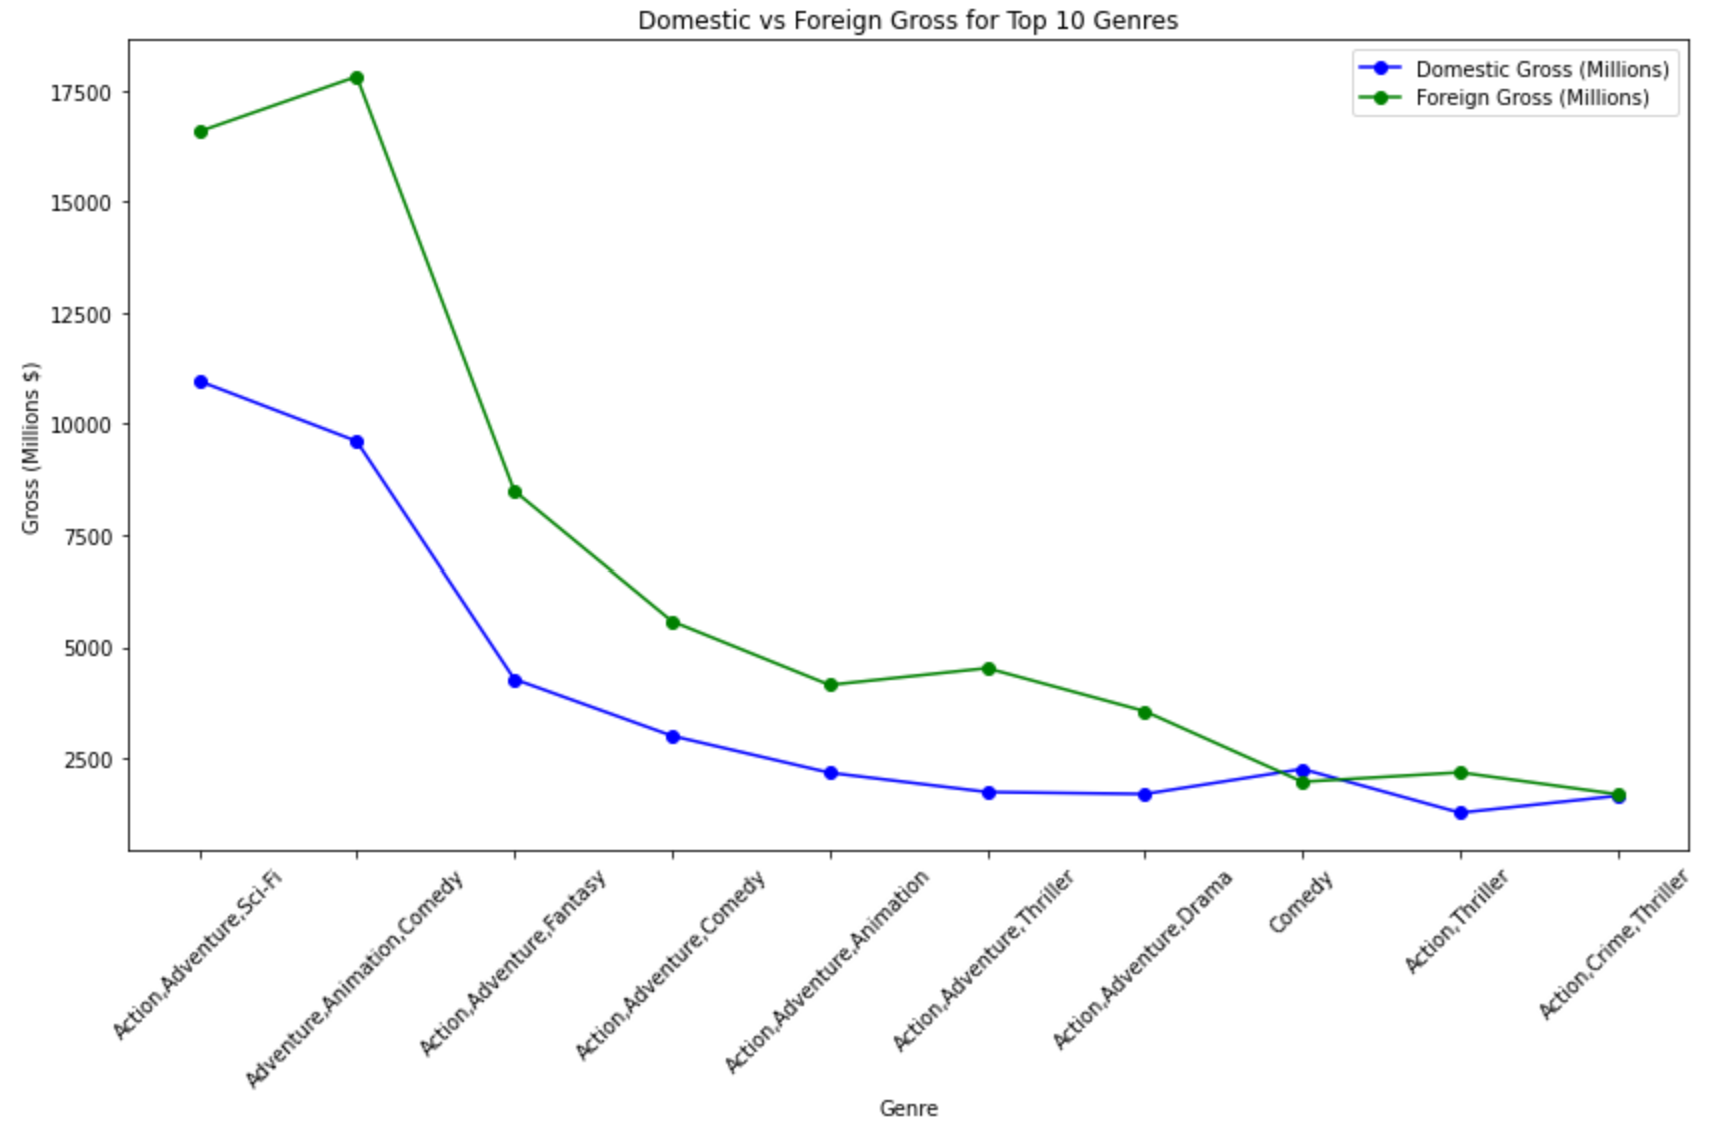 Domestic vs Foreign Gross for Top 10 Genres
Domestic Gross (Millions)
Foreign Gross (Millions)
Gross (Millions $)
17500
15000
12500
10000
7500
5000
2500
Action,Adventure,Sci-Fi
Adventure,Animation,Comedy
Action,Adventure,Fantasy
Action,Adventure,Comedy
Action,Adventure,Animation
Action,Adventure,Thriller
Action,Adventure,Drama
Comedy
Action,Thriller
Action,Crime,Thriller
Genre